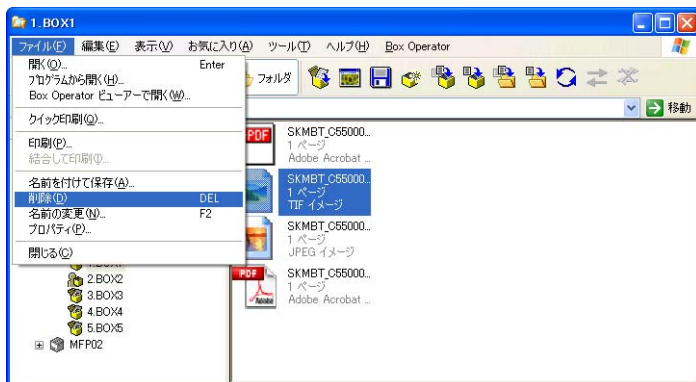 1.BOX1
ファイル(F) 編集(E) 表示(V) お気に入り(A) ツール(T) ヘルプ(H) Box Operator
開く(O)... Enter
プログラムから開く(H)...
Box Operator ビューアーで開く(W)...
クイック印刷(Q)...
印刷(P)...
結合して印刷(I)...
名前を付けて保存(A)...
削除(D) DEL
名前の変更(N)... F2
プロパティ(P)...
閉じる(C)
フォルダ
移動
PDF
SKMBT_C55000...
1 ページ
Adobe Acrobat ...
SKMBT_C55000...
1 ページ
TIF イメージ
SKMBT_C55000...
1 ページ
JPEG イメージ
PDF
Adobe
SKMBT_C55000...
1 ページ
Adobe Acrobat ...
1.BOX1
2.BOX2
3.BOX3
4.BOX4
5.BOX5
MFP02